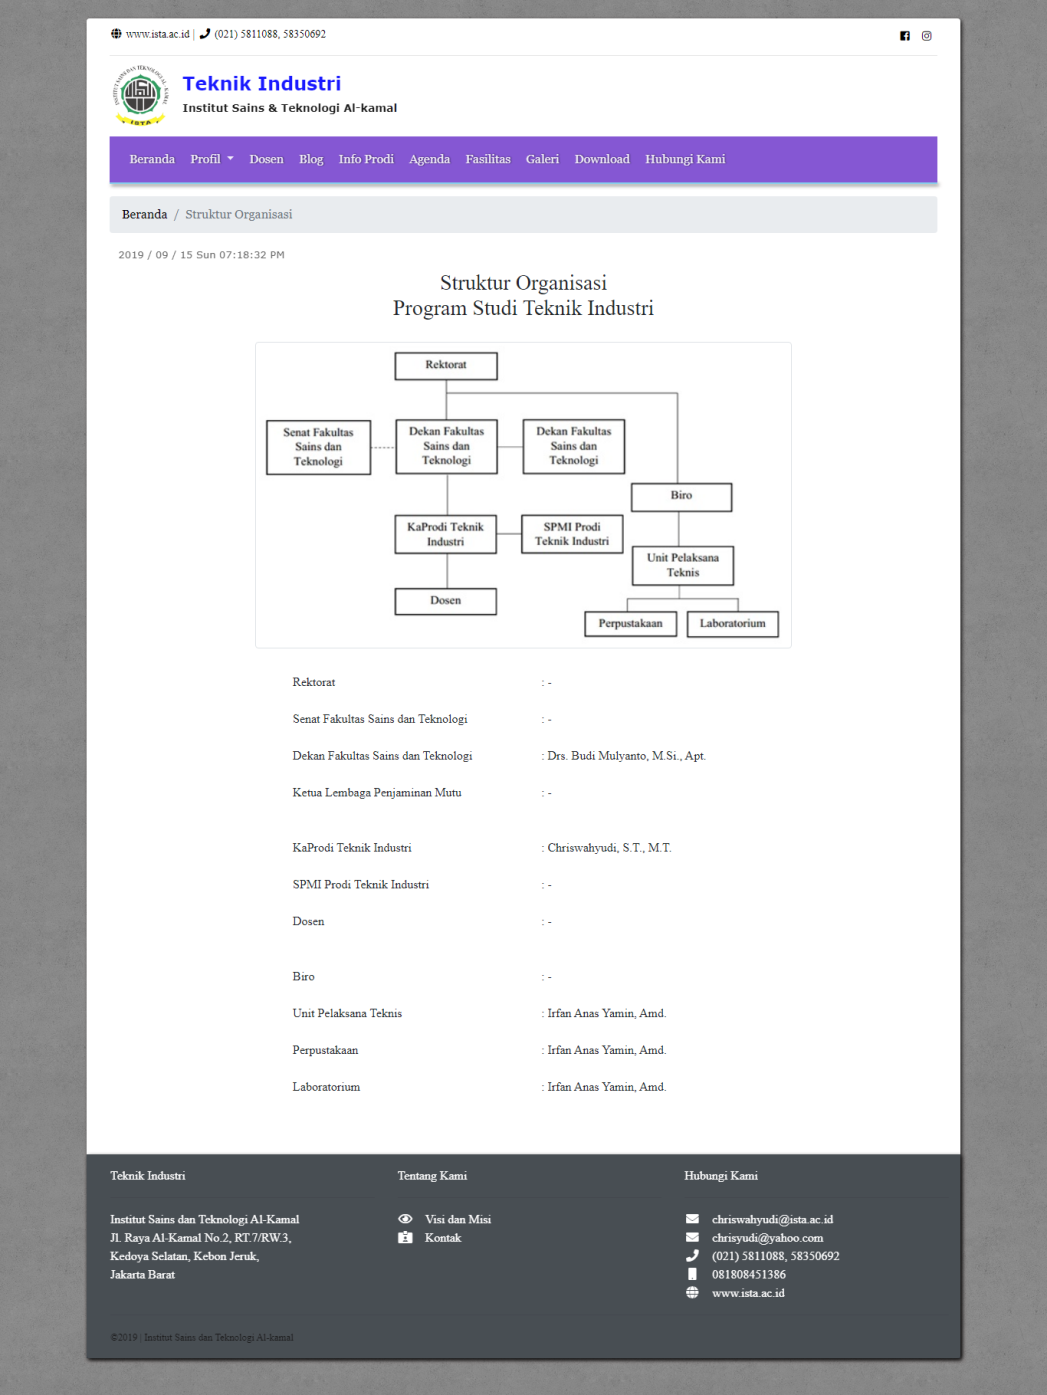 www.ista.ac.id | (021) 5811088, 58350692
INSTITUT SAINS DAN TEKNOLOGI AL-KAMAL
ISTA
Teknik Industri
Institut Sains & Teknologi Al-kamal
Beranda Profil Dosen Blog Info Prodi Agenda Fasilitas Galeri Download Hubungi Kami
Beranda / Struktur Organisasi
2019 / 09 / 15 Sun 07:18:32 PM
Struktur Organisasi
Program Studi Teknik Industri
Rektorat
Senat Fakultas
Sains dan
Teknologi
Dekan Fakultas
Sains dan
Teknologi
Dekan Fakultas
Sains dan
Teknologi
Biro
KaProdi Teknik
Industri
SPMI Prodi
Teknik Industri
Unit Pelaksana
Teknis
Dosen
Perpustakaan
Laboratorium
Rektorat : -
Senat Fakultas Sains dan Teknologi : -
Dekan Fakultas Sains dan Teknologi : Drs. Budi Mulyanto, M.Si., Apt.
Ketua Lembaga Penjaminan Mutu : -
KaProdi Teknik Industri : Chriswahyudi, S.T., M.T.
SPMI Prodi Teknik Industri : -
Dosen : -
Biro : -
Unit Pelaksana Teknis : Irfan Anas Yamin, Amd.
Perpustakaan : Irfan Anas Yamin, Amd.
Laboratorium : Irfan Anas Yamin, Amd.
Teknik Industri
Institut Sains dan Teknologi Al-Kamal
Jl. Raya Al-Kamal No.2, RT.7/RW.3,
Kedoya Selatan, Kebon Jeruk,
Jakarta Barat
Tentang Kami
Visi dan Misi
Kontak
Hubungi Kami
chriswahyudi@ista.ac.id
chrisyudi@yahoo.com
(021) 5811088, 58350692
081808451386
www.ista.ac.id
©2019 | Institut Sains dan Teknologi Al-kamal